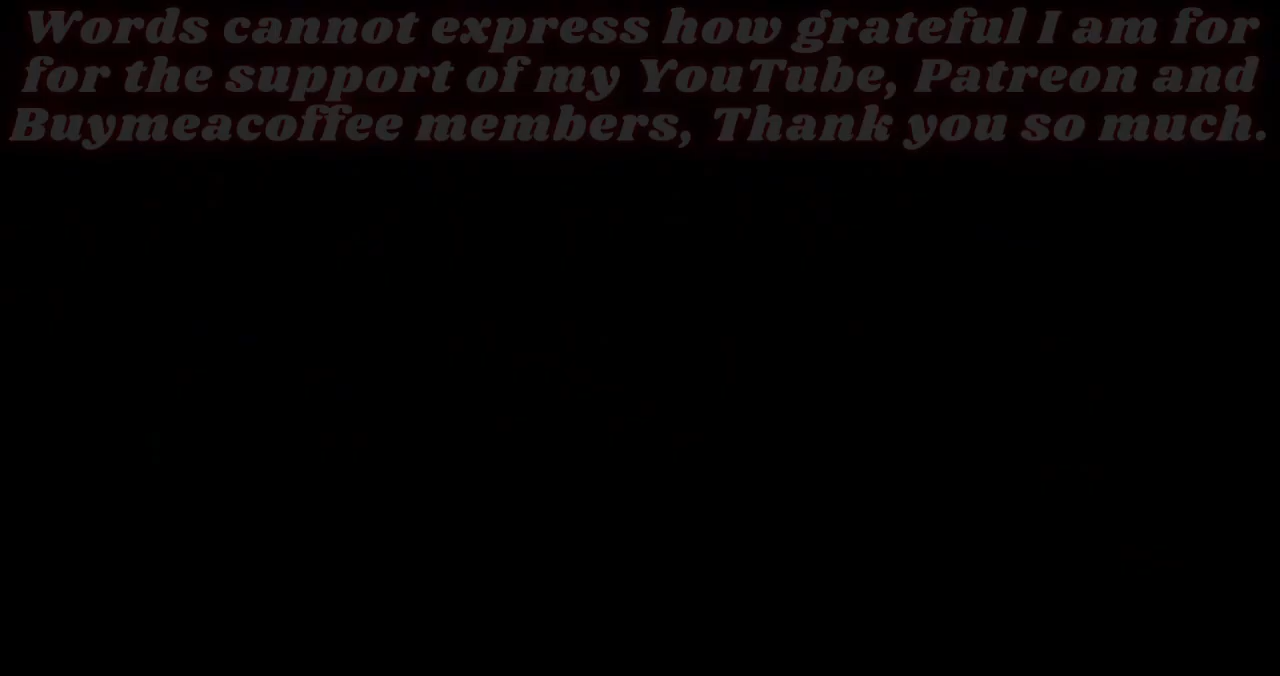 Words cannot express how grateful I am for
for the support of my YouTube, Patreon and
Buymeacoffee members, Thank you so much.